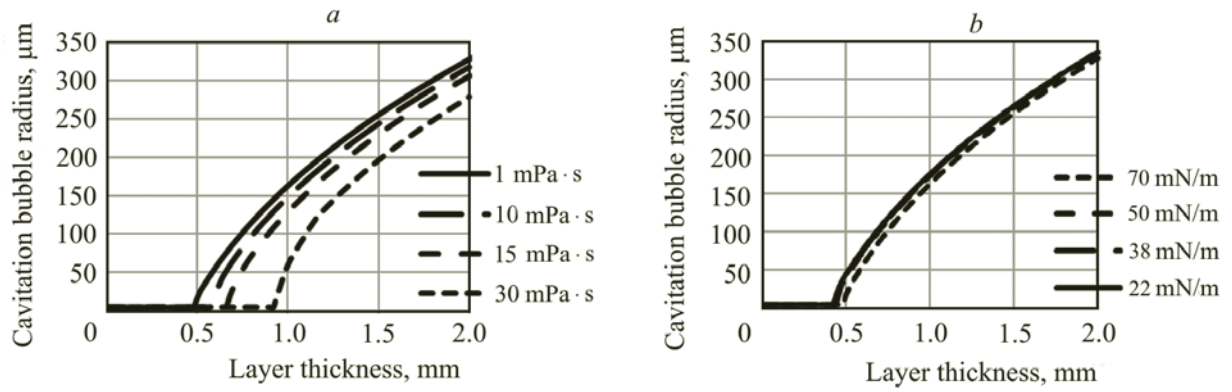 a
Cavitation bubble radius, μm
350
300
250
200
150
100
50
0
0.5
1.0
1.5
2.0
Layer thickness, mm
1 mPa · s
10 mPa · s
15 mPa · s
30 mPa · s
b
Cavitation bubble radius, μm
350
300
250
200
150
100
50
0
0.5
1.0
1.5
2.0
Layer thickness, mm
70 mN/m
50 mN/m
38 mN/m
22 mN/m